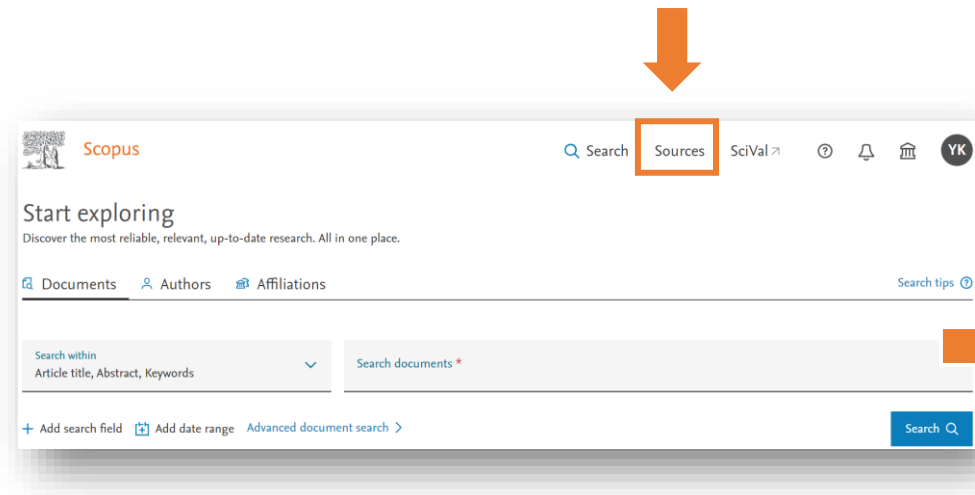 Scopus
Search Sources SciVal YK
Start exploring
Discover the most reliable, relevant, up-to-date research. All in one place.
Documents Authors Affiliations Search tips
Search within
Article title, Abstract, Keywords
Search documents *
+ Add search field Add date range Advanced document search >
Search